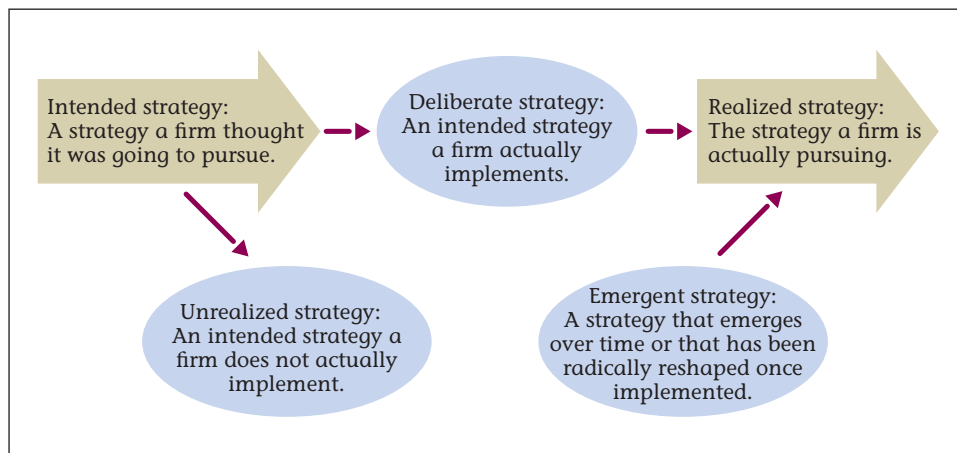 Intended strategy:
A strategy a firm thought
it was going to pursue.
Deliberate strategy:
An intended strategy
a firm actually
implements.
Realized strategy:
The strategy a firm is
actually pursuing.
Unrealized strategy:
An intended strategy a
firm does not actually
implement.
Emergent strategy:
A strategy that emerges
over time or that has been
radically reshaped once
implemented.